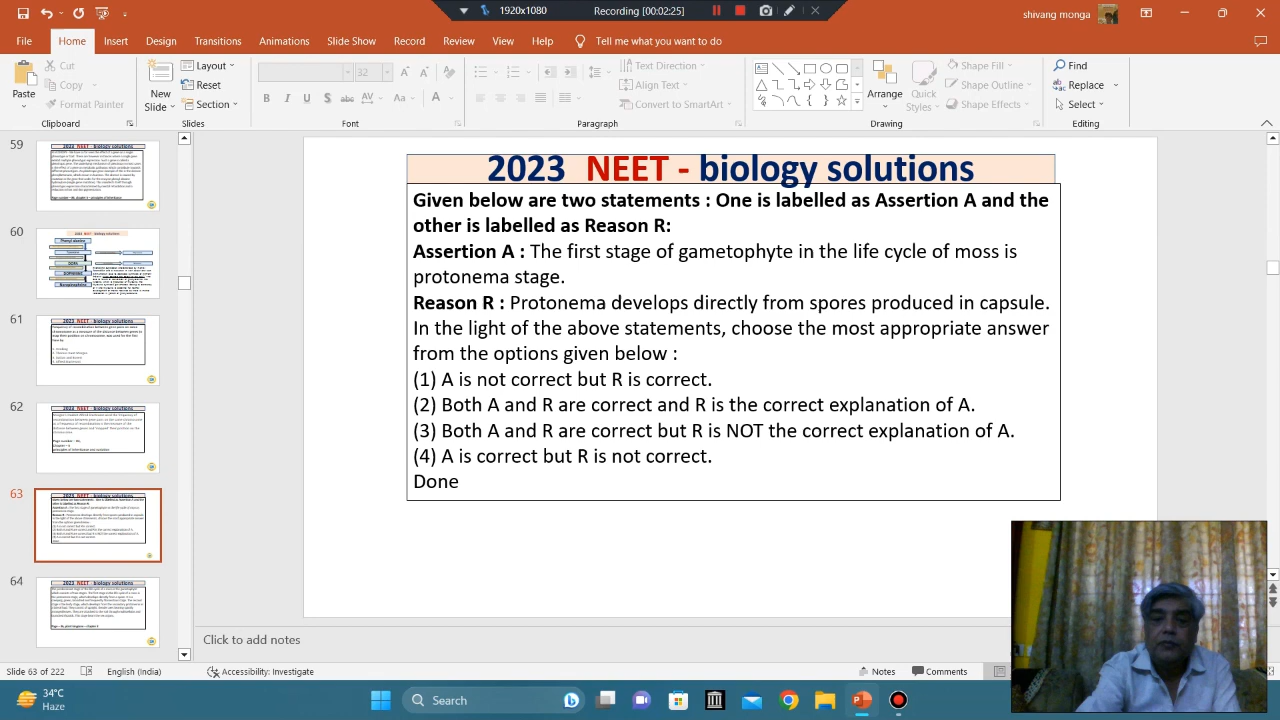 1920x1080
Recording [00:02:25]
shivang monga
File Home Insert Design Transitions Animations Slide Show Record Review View Help Tell me what you want to do
Paste
Cut
Copy
Format Painter
Clipboard
New Slide
Layout
Reset
Section
Slides
32
Font
Text Direction
Align Text
Convert to SmartArt
Paragraph
Arrange
Quick Styles
Shape Fill
Shape Outline
Shape Effects
Drawing
Find
Replace
Select
Editing
59
60
61
62
63
64
2023 NEET - biology solutions
Given below are two statements : One is labelled as Assertion A and the
other is labelled as Reason R:
Assertion A : The first stage of gametophyte in the life cycle of moss is
protonema stage.
Reason R : Protonema develops directly from spores produced in capsule.
In the light of the above statements, choose the most appropriate answer
from the options given below :
(1) A is not correct but R is correct.
(2) Both A and R are correct and R is the correct explanation of A.
(3) Both A and R are correct but R is NOT the correct explanation of A.
(4) A is correct but R is not correct.
Done
Click to add notes
Slide 63 of 222 English (India) Accessibility: Investigate Notes Comments
34°C
Haze
Search